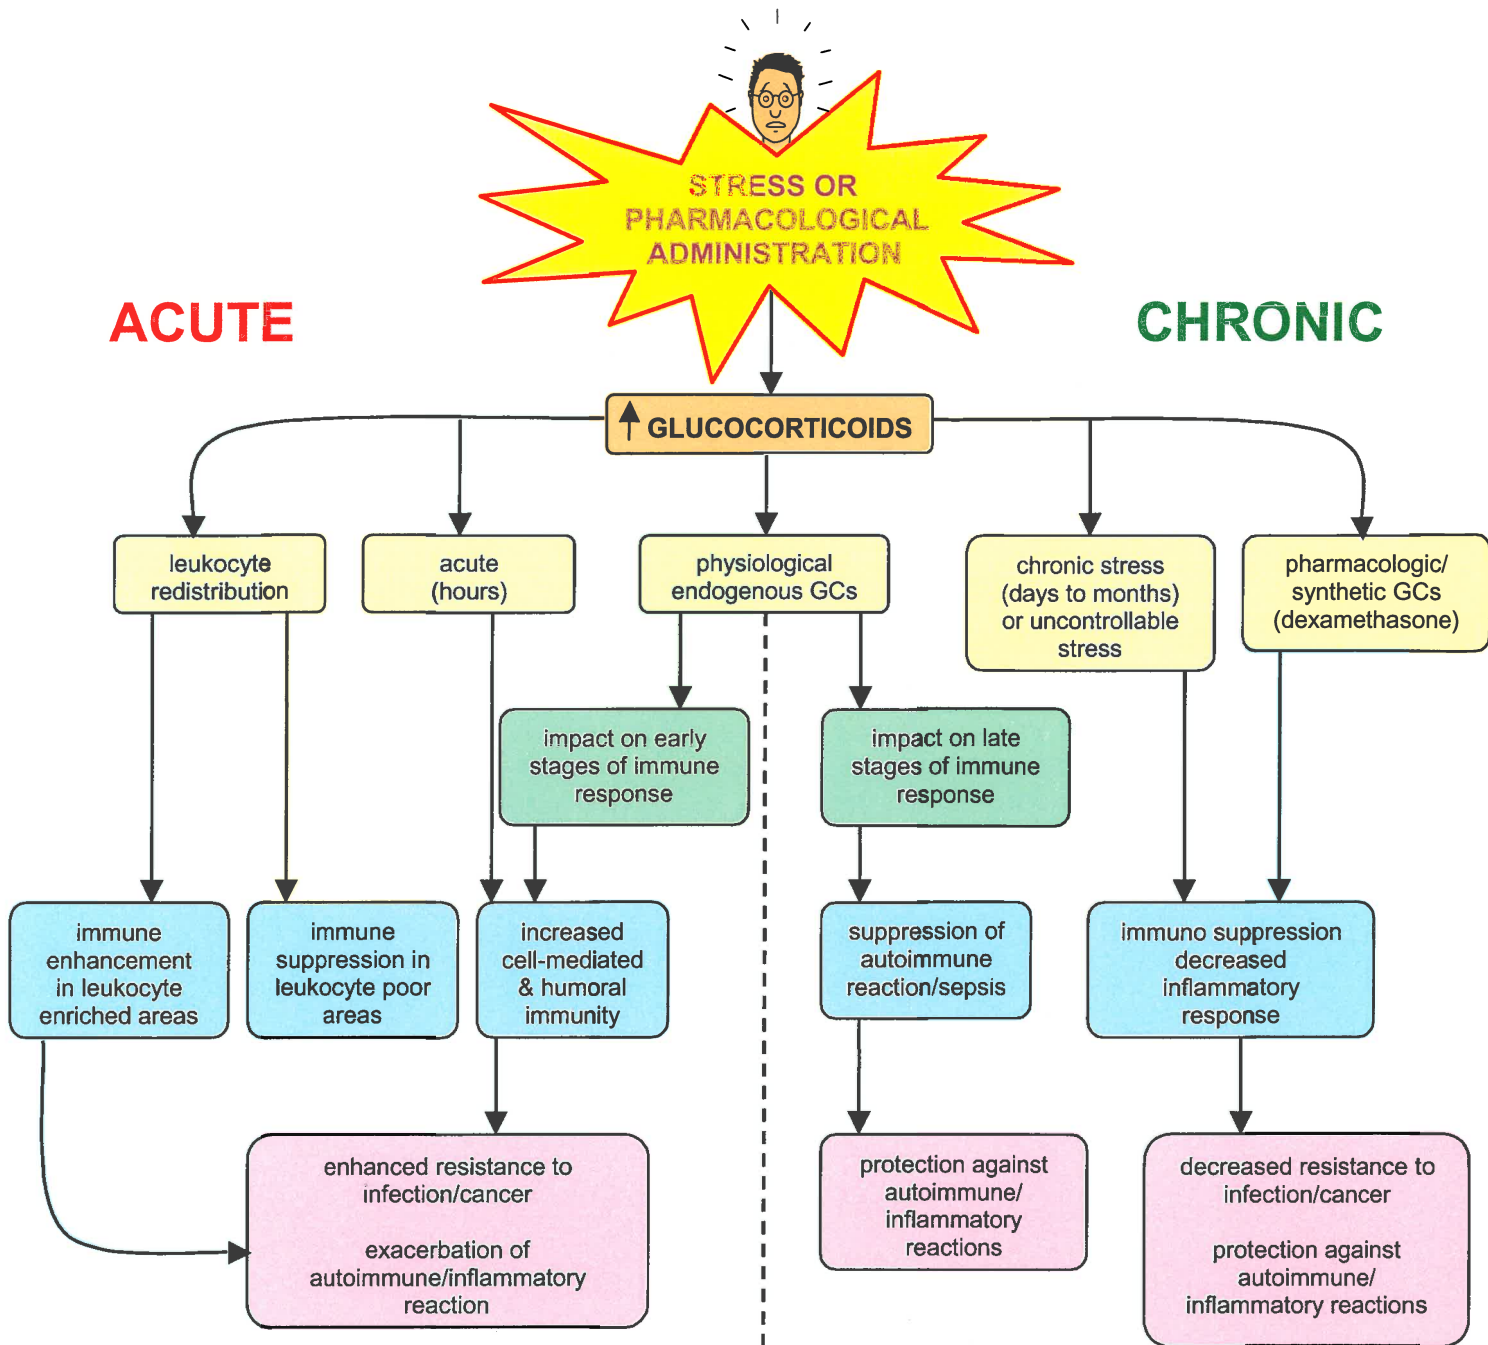 STRESS OR
PHARMACOLOGICAL
ADMINISTRATION
ACUTE
CHRONIC
GLUCOCORTICOIDS
leukocyte
redistribution
acute
(hours)
physiological
endogenous GCs
chronic stress
(days to months)
or uncontrollable
stress
pharmacologic/
synthetic GCs
(dexamethasone)
impact on early
stages of immune
response
impact on late
stages of immune
response
immune
enhancement
in leukocyte
enriched areas
immune
suppression in
leukocyte poor
areas
increased
cell-mediated
& humoral
immunity
suppression of
autoimmune
reaction/sepsis
immuno suppression
decreased
inflammatory
response
enhanced resistance to
infection/cancer
exacerbation of
autoimmune/inflammatory
reaction
protection against
autoimmune/
inflammatory
reactions
decreased resistance to
infection/cancer
protection against
autoimmune/
inflammatory reactions